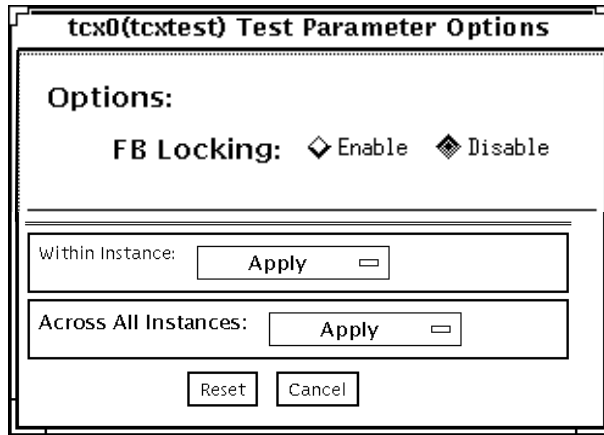 tcx0(tcxtest) Test Parameter Options
Options:
FB Locking: Enable Disable
Within Instance: Apply
Across All Instances: Apply
Reset Cancel